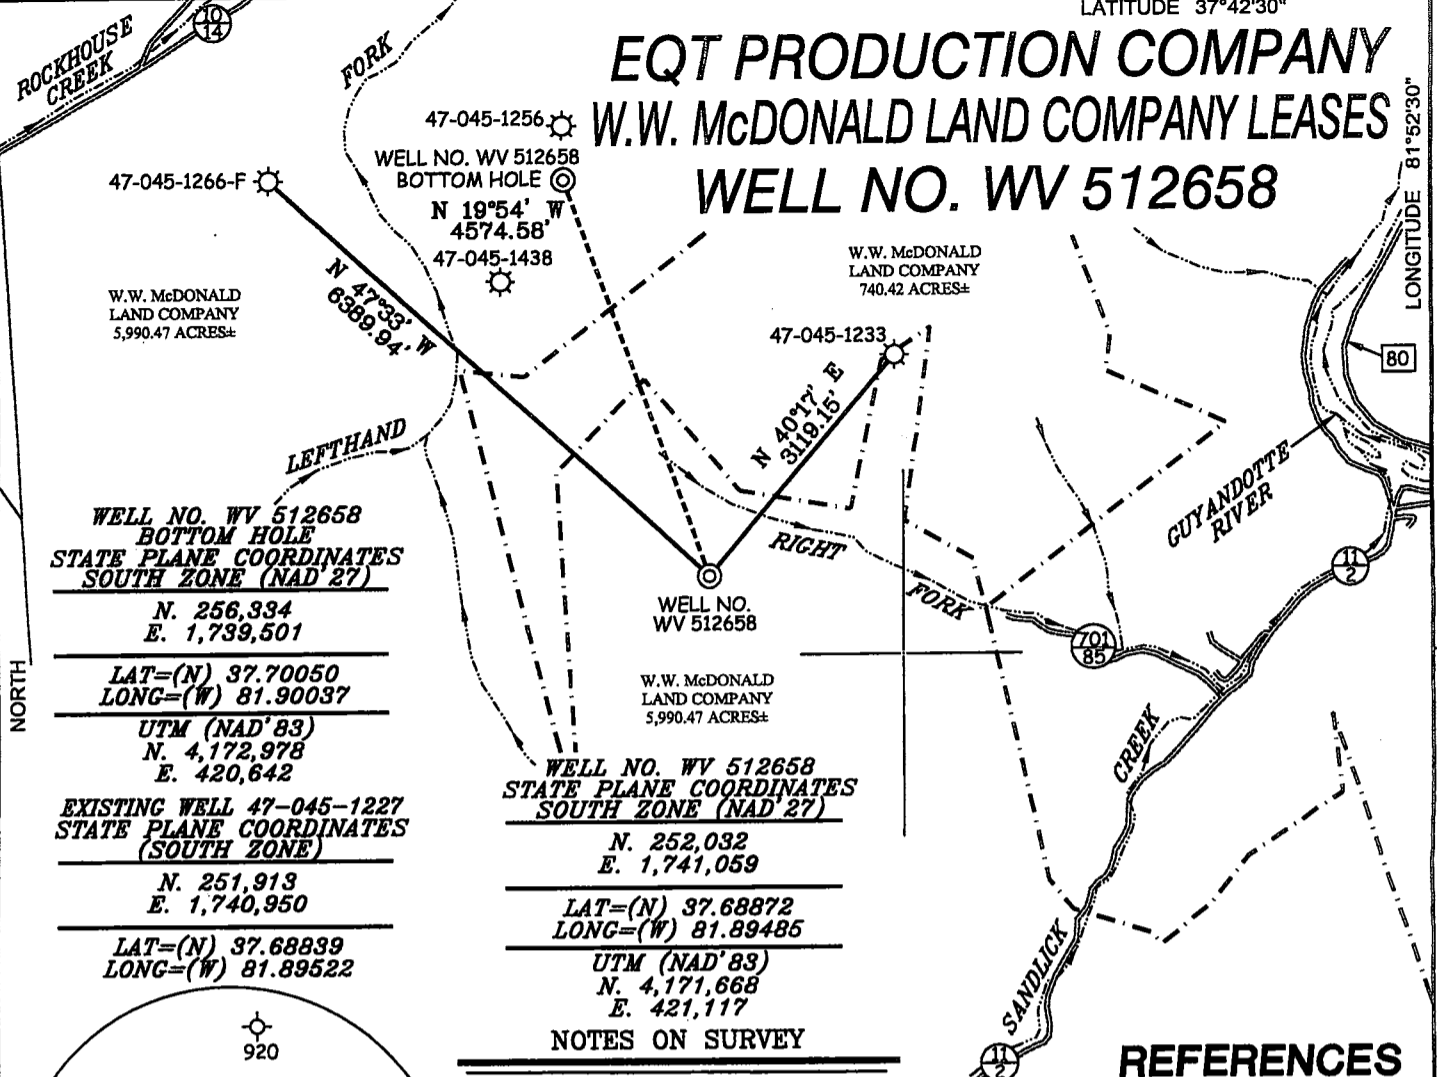 LATITUDE 37°42'30"
EQT PRODUCTION COMPANY
W.W. McDONALD LAND COMPANY LEASES
WELL NO. WV 512658
LONGITUDE 81°52'30"
ROCKHOUSE
CREEK
10
14
FORK
47-045-1256
WELL NO. WV 512658
BOTTOM HOLE
N 19°54' W
4574.58'
47-045-1438
47-045-1266-F
N 47°33' W
6389.94'
W.W. McDONALD
LAND COMPANY
5,990.47 ACRES±
W.W. McDONALD
LAND COMPANY
740.42 ACRES±
47-045-1233
N 40°17' E
3119.15'
80
LEFTHAND
GUYANDOTTE
RIVER
RIGHT
FORK
11
2
701
85
WELL NO.
WV 512658
W.W. McDONALD
LAND COMPANY
5,990.47 ACRES±
NORTH
WELL NO. WV 512658
BOTTOM HOLE
STATE PLANE COORDINATES
SOUTH ZONE (NAD'27)
N. 256,334
E. 1,739,501
LAT=(N) 37.70050
LONG=(W) 81.90037
UTM (NAD'83)
N. 4,172,978
E. 420,642
EXISTING WELL 47-045-1227
STATE PLANE COORDINATES
(SOUTH ZONE)
N. 251,913
E. 1,740,950
LAT=(N) 37.68839
LONG=(W) 81.89522
920
WELL NO. WV 512658
STATE PLANE COORDINATES
SOUTH ZONE (NAD'27)
N. 252,032
E. 1,741,059
LAT=(N) 37.68872
LONG=(W) 81.89485
UTM (NAD'83)
N. 4,171,668
E. 421,117
NOTES ON SURVEY
CREEK
SANDLICK
11
2
REFERENCES